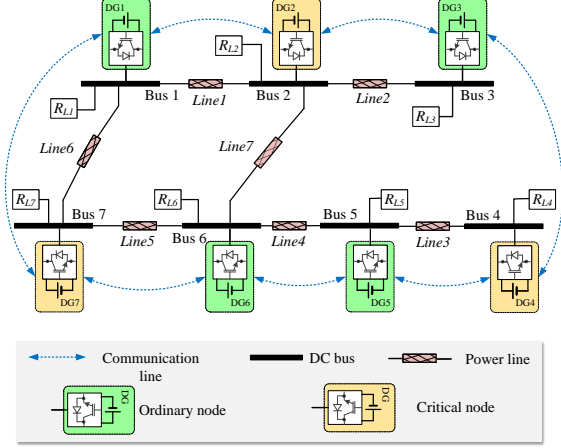 DG1
DG2
DG3
RL2
Bus 1
Line1
Bus 2
Line2
Bus 3
RL1
RL3
Line6
Line7
RL7
RL6
RL5
RL4
Bus 7
Line5
Bus 6
Line4
Bus 5
Line3
Bus 4
DG7
DG6
DG5
DG4
Communication
line
DC bus
Power line
DG
Ordinary node
DG
Critical node